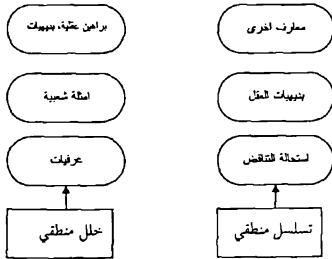 معارف اخرى
براهين عقلية، بديهيات
بديهيات العقل
امثلة شعبية
استحالة التناقض
عرفيات
تسلسل منطقي
خلل منطقي